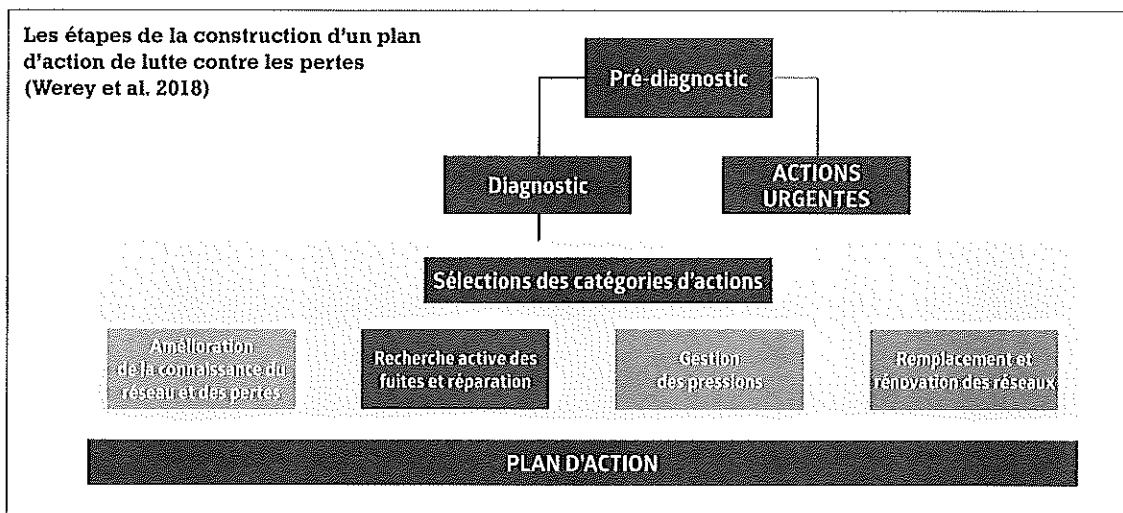 Les étapes de la construction d'un plan
d'action de lutte contre les pertes
(Werey et al. 2018)
Pré-diagnostic
Diagnostic
ACTIONS
URGENTES
Sélections des catégories d'actions
Amélioration
de la connaissance du
réseau et des pertes
Recherche active des
fuites et réparation
Gestion
des pressions
Remplacement et
rénovation des réseaux
PLAN D'ACTION